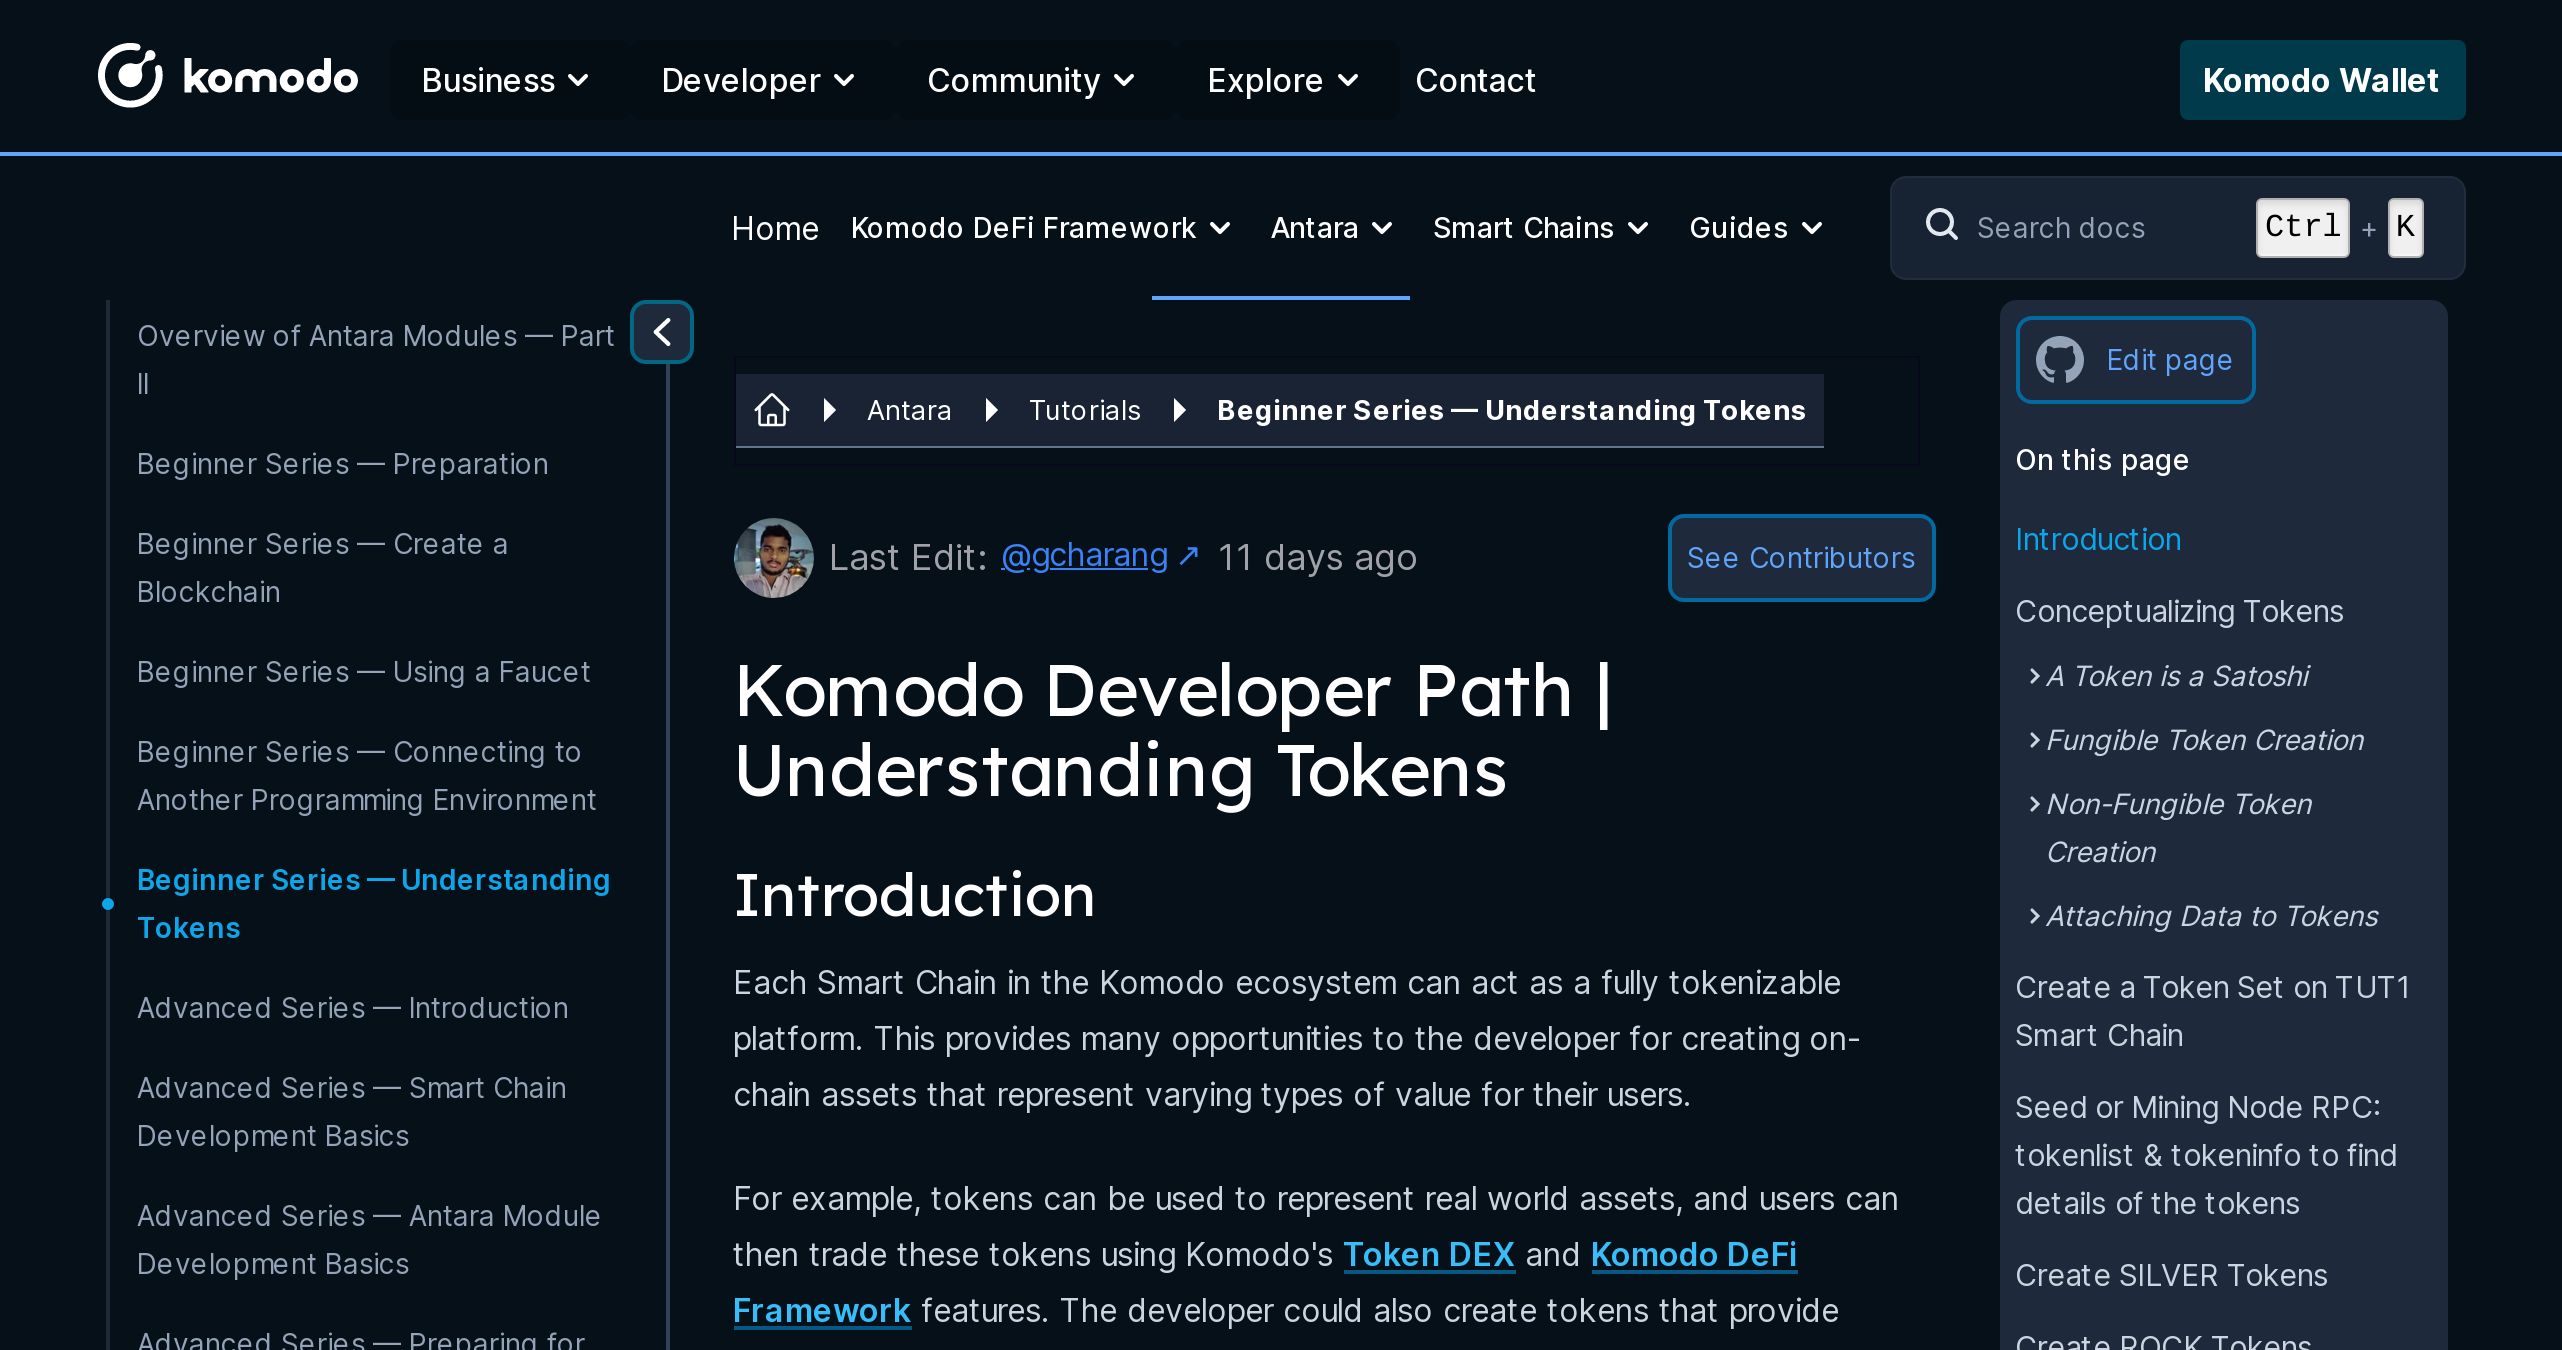 komodo
Business
Developer
Community
Explore
Contact
Komodo Wallet
Home
Komodo DeFi Framework
Antara
Smart Chains
Guides
Search docs
Ctrl + K
Overview of Antara Modules — Part
II
Beginner Series — Preparation
Beginner Series — Create a
Blockchain
Beginner Series — Using a Faucet
Beginner Series — Connecting to
Another Programming Environment
Beginner Series — Understanding
Tokens
Advanced Series — Introduction
Advanced Series — Smart Chain
Development Basics
Advanced Series — Antara Module
Development Basics
Advanced Series — Preparing for
Antara
Tutorials
Beginner Series — Understanding Tokens
Last Edit: @gcharang ↗ 11 days ago
See Contributors
Komodo Developer Path |
Understanding Tokens
Introduction
Each Smart Chain in the Komodo ecosystem can act as a fully tokenizable
platform. This provides many opportunities to the developer for creating on-
chain assets that represent varying types of value for their users.
For example, tokens can be used to represent real world assets, and users can
then trade these tokens using Komodo's Token DEX and Komodo DeFi
Framework features. The developer could also create tokens that provide
Edit page
On this page
Introduction
Conceptualizing Tokens
A Token is a Satoshi
Fungible Token Creation
Non-Fungible Token
Creation
Attaching Data to Tokens
Create a Token Set on TUT1
Smart Chain
Seed or Mining Node RPC:
tokenlist & tokeninfo to find
details of the tokens
Create SILVER Tokens
Create ROCK Tokens